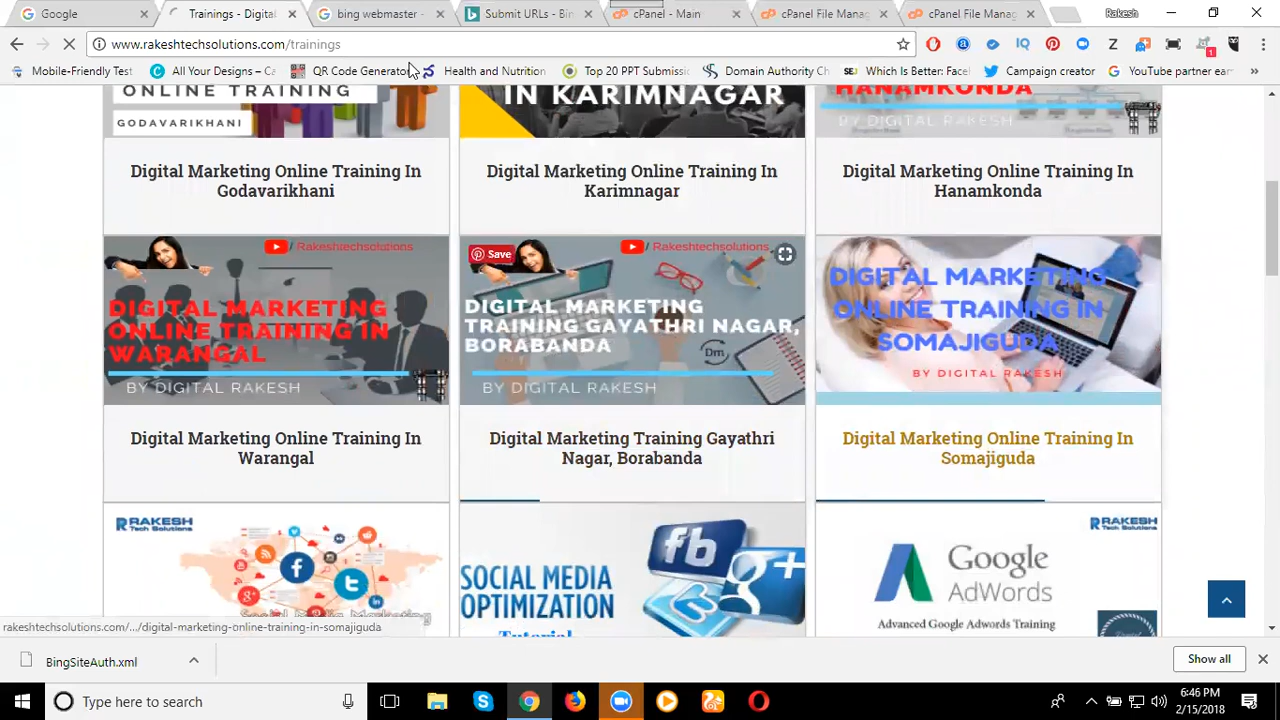 Google
Trainings - Digita
bing webmaster -
Submit URLs - Bin
cPanel - Main
cPanel File Manag
cPanel File Manag
Rakesh
www.rakeshtechsolutions.com/trainings
Mobile-Friendly Test
All Your Designs – Ca
QR Code Generato
Health and Nutrition
Top 20 PPT Submissio
Domain Authority Ch
Which Is Better: Facel
Campaign creator
YouTube partner ear
ONLINE TRAINING
GODAVARIKHANI
IN KARIMNAGAR
HANAMKONDA
BY DIGITAL RAKESH
Digital Marketing Online Training In
Godavarikhani
Digital Marketing Online Training In
Karimnagar
Digital Marketing Online Training In
Hanamkonda
/ Rakeshtechsolutions
DIGITAL MARKETING
ONLINE TRAINING IN
WARANGAL
BY DIGITAL RAKESH
Save
/ Rakeshtechsolutions
DIGITAL MARKETING
TRAINING GAYATHRI NAGAR,
BORABANDA
Dm
BY DIGITAL RAKESH
DIGITAL MARKETING
ONLINE TRAINING IN
SOMAJIGUDA
BY DIGITAL RAKESH
Digital Marketing Online Training In
Warangal
Digital Marketing Training Gayathri
Nagar, Borabanda
Digital Marketing Online Training In
Somajiguda
RAKESH
Tech Solutions
SOCIAL MEDIA
OPTIMIZATION
Tutorial
fb
RAKESH
Tech Solutions
Google
AdWords
Advanced Google Adwords Training
rakeshtechsolutions.com/.../digital-marketing-online-training-in-somajiguda
BingSiteAuth.xml
Show all
Type here to search
6:46 PM
2/15/2018